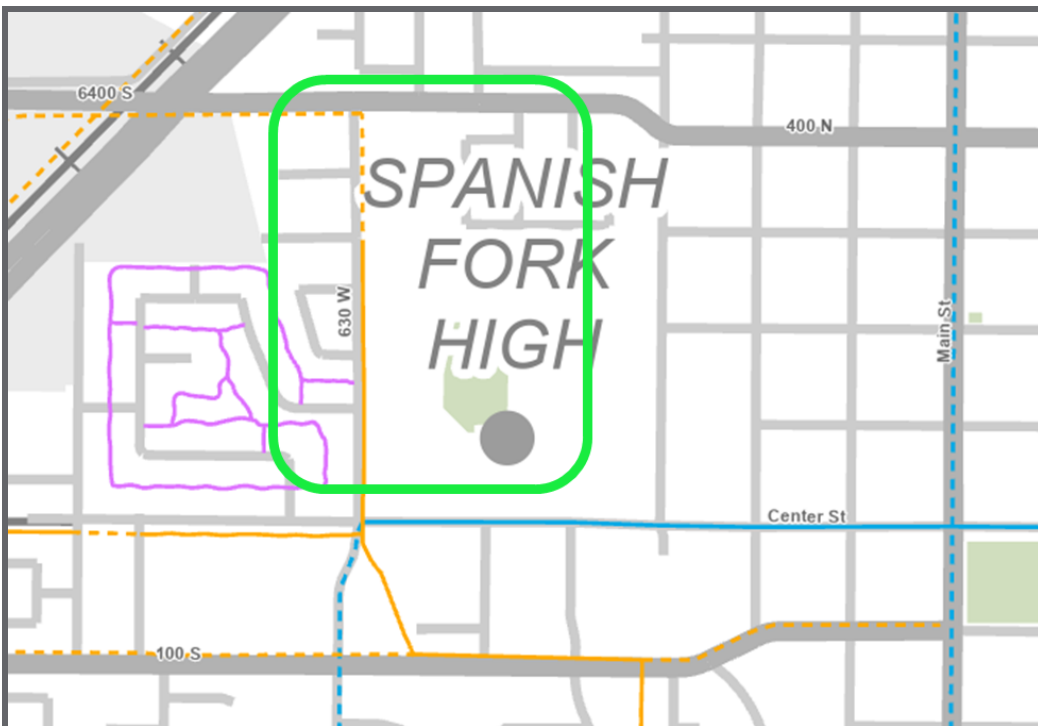 6400 S
400 N
SPANISH
FORK
HIGH
630 W
Main St
Center St
100 S